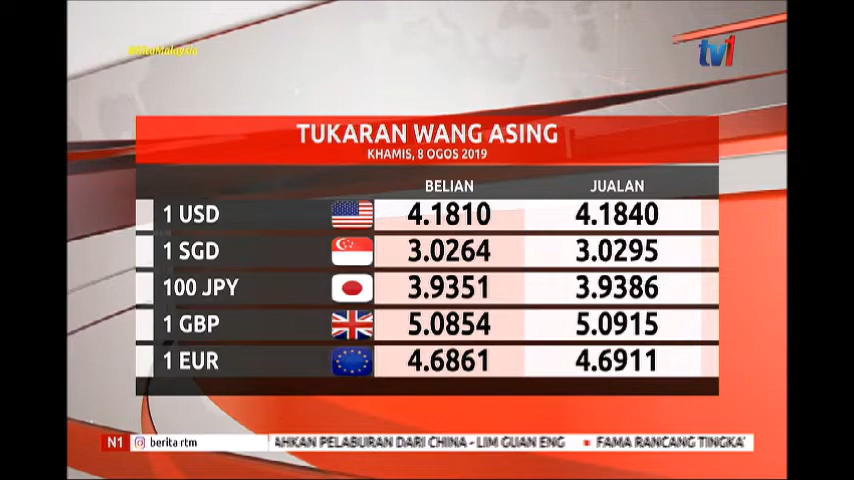 #KitaMalaysia
tv1
TUKARAN WANG ASING
KHAMIS, 8 OGOS 2019
BELIAN JUALAN
1 USD 4.1810 4.1840
1 SGD 3.0264 3.0295
100 JPY 3.9351 3.9386
1 GBP 5.0854 5.0915
1 EUR 4.6861 4.6911
N1 berita rtm AHKAN PELABURAN DARI CHINA - LIM GUAN ENG FAMA RANCANG TINGKA